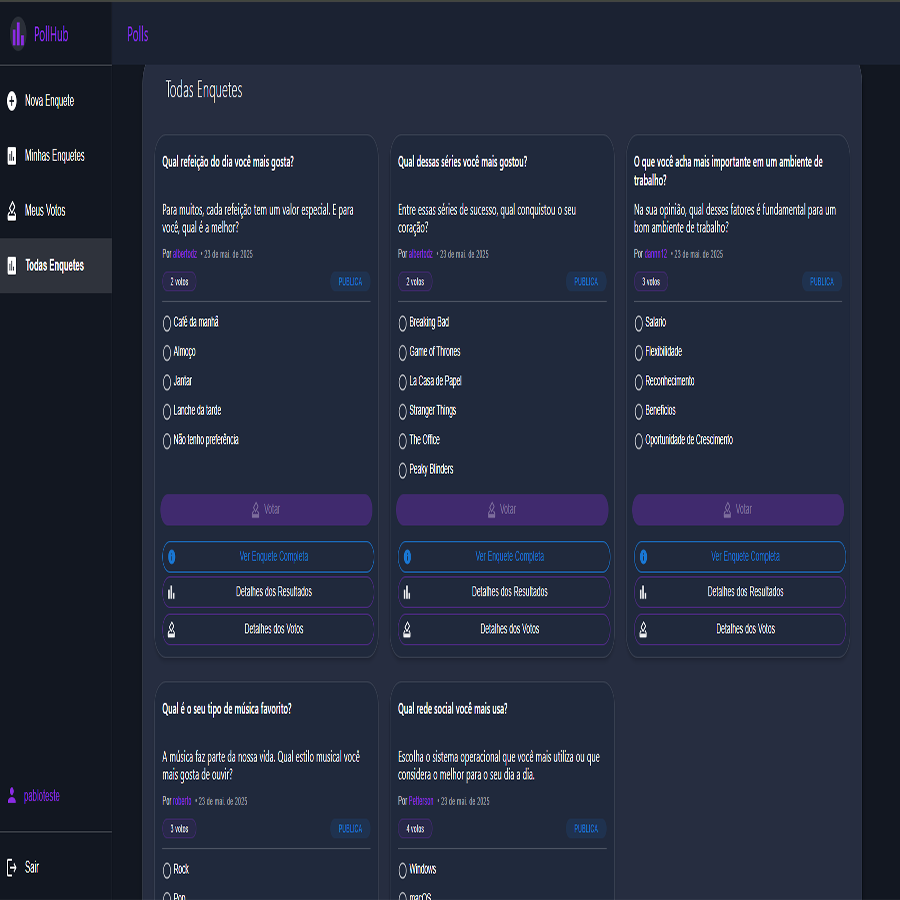 PollHub
Polls
Nova Enquete
Minhas Enquetes
Meus Votos
Todas Enquetes
pabloteste
Sair
Todas Enquetes
Qual refeição do dia você mais gosta?
Para muitos, cada refeição tem um valor especial. E para
você, qual é a melhor?
Por albertodz • 23 de mai. de 2025
2 votos
PUBLICA
Café da manhã
Almoço
Jantar
Lanche da tarde
Não tenho preferência
Votar
Ver Enquete Completa
Detalhes dos Resultados
Detalhes dos Votos
Qual dessas séries você mais gostou?
Entre essas séries de sucesso, qual conquistou o seu
coração?
Por albertodz • 23 de mai. de 2025
2 votos
PUBLICA
Breaking Bad
Game of Thrones
La Casa de Papel
Stranger Things
The Office
Peaky Blinders
Votar
Ver Enquete Completa
Detalhes dos Resultados
Detalhes dos Votos
O que você acha mais importante em um ambiente de
trabalho?
Na sua opinião, qual desses fatores é fundamental para um
bom ambiente de trabalho?
Por dannn12 • 23 de mai. de 2025
3 votos
PUBLICA
Salario
Flexibilidade
Reconhecimento
Beneficios
Oportunidade de Crescimento
Votar
Ver Enquete Completa
Detalhes dos Resultados
Detalhes dos Votos
Qual é o seu tipo de música favorito?
A música faz parte da nossa vida. Qual estilo musical você
mais gosta de ouvir?
Por roberto • 23 de mai. de 2025
3 votos
PUBLICA
Rock
Pop
Qual rede social você mais usa?
Escolha o sistema operacional que você mais utiliza ou que
considera o melhor para o seu dia a dia.
Por Petterson • 23 de mai. de 2025
4 votos
PUBLICA
Windows
macOS